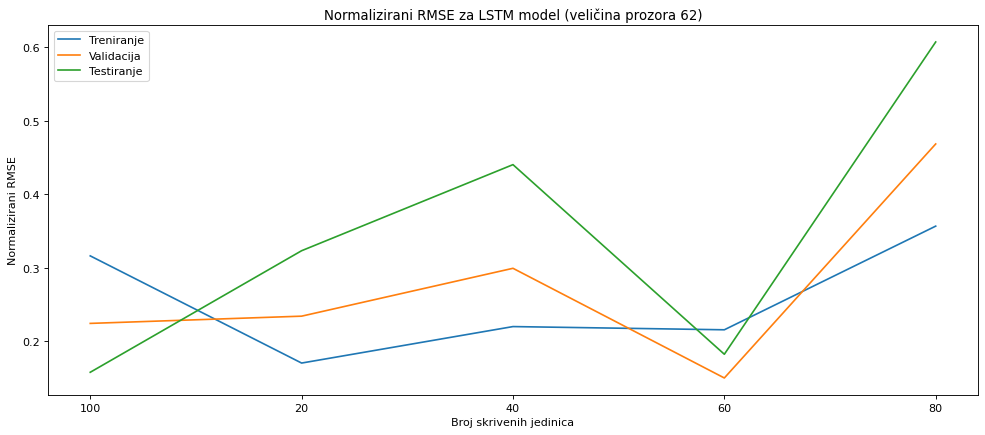 Normalizirani RMSE za LSTM model (veličina prozora 62)
Treniranje
Validacija
Testiranje
Normalizirani RMSE
0.6
0.5
0.4
0.3
0.2
100 20 40 60 80
Broj skrivenih jedinica